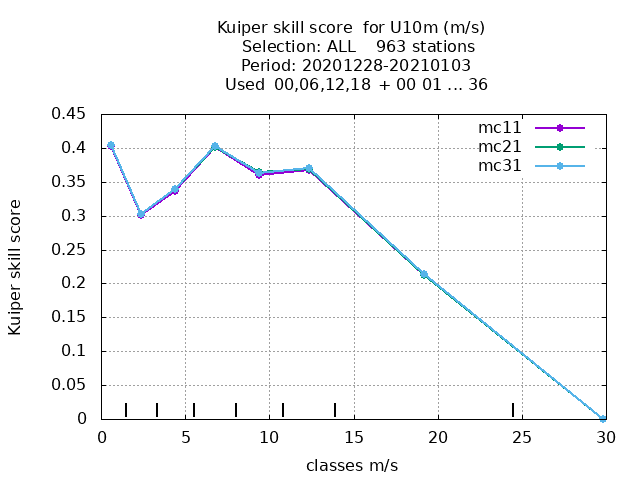 Kuiper skill score  for U10m (m/s)
Selection: ALL    963 stations
Period: 20201228-20210103
Used  00,06,12,18 + 00 01 ... 36
mc11
mc21
mc31
0.45
0.4
0.35
0.3
0.25
0.2
0.15
0.1
0.05
0
Kuiper skill score
0 5 10 15 20 25 30
classes m/s